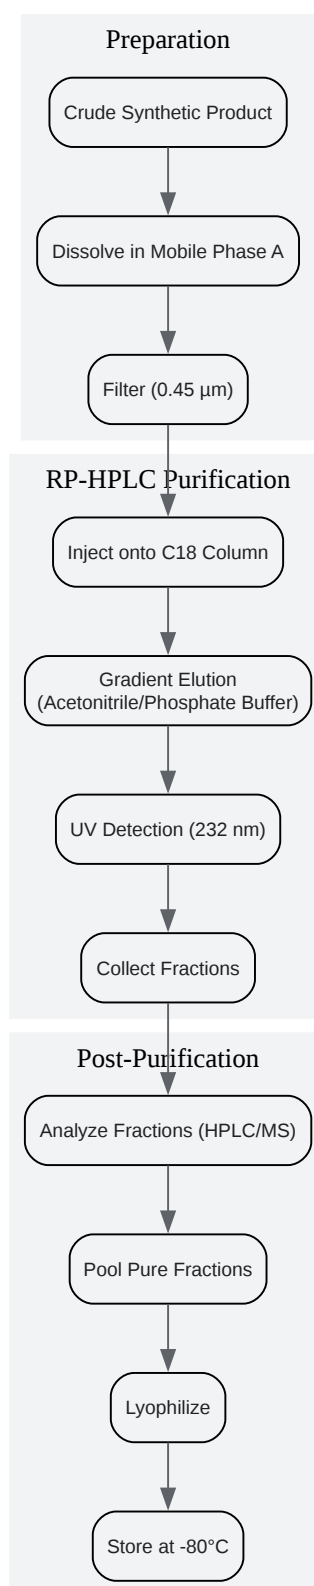 Preparation
Crude Synthetic Product
Dissolve in Mobile Phase A
Filter (0.45 µm)
RP-HPLC Purification
Inject onto C18 Column
Gradient Elution
(Acetonitrile/Phosphate Buffer)
UV Detection (232 nm)
Collect Fractions
Post-Purification
Analyze Fractions (HPLC/MS)
Pool Pure Fractions
Lyophilize
Store at -80°C